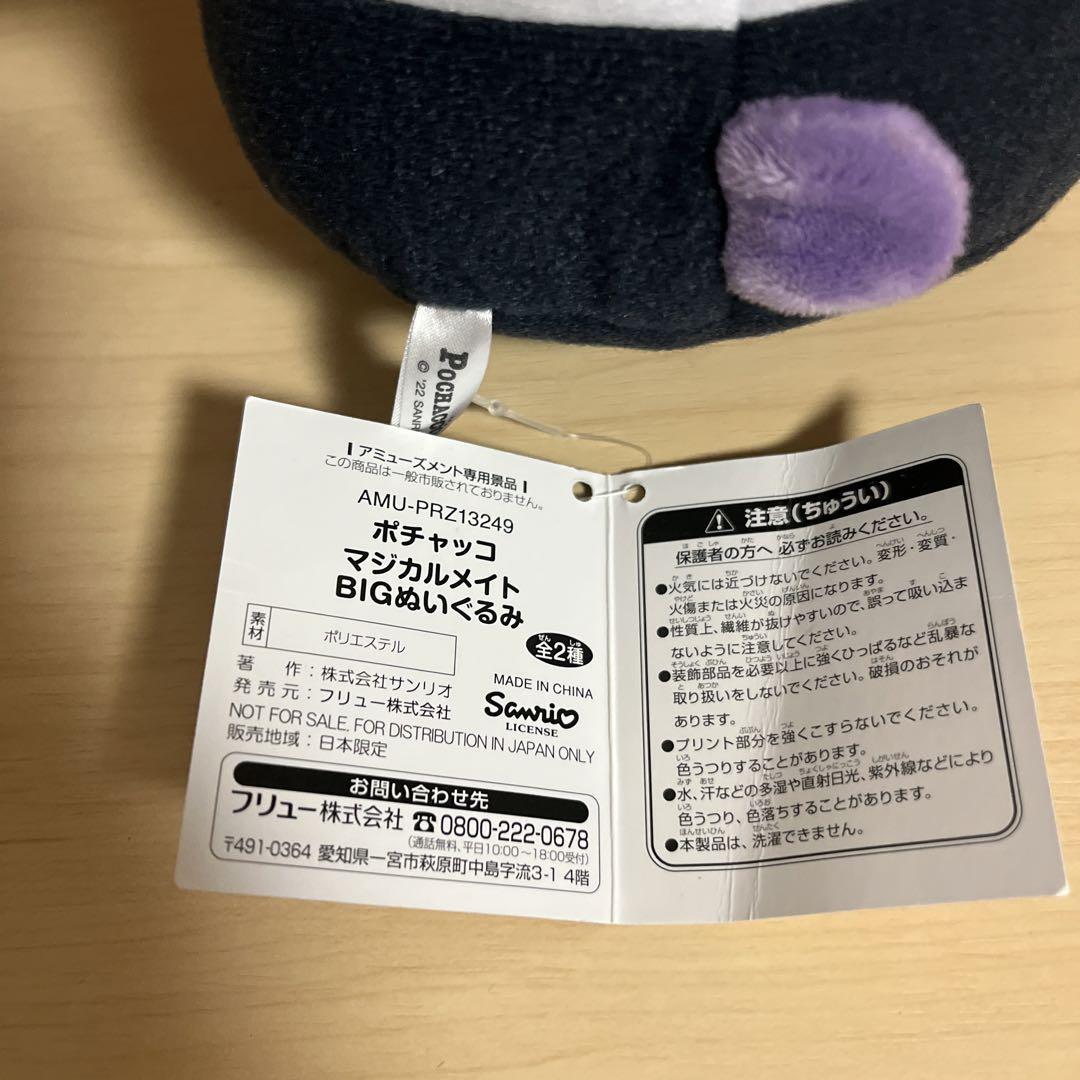 POCHAC
© '22 SANR
アミューズメント専用景品
この商品は一般市販されておりません。
AMU-PRZ13249
ポチャッコ
マジカルメイト
BIGぬいぐるみ
素材 ポリエステル
全2種
著作：株式会社サンリオ
発売元：フリュー株式会社
MADE IN CHINA
Sanrio
LICENSE
NOT FOR SALE. FOR DISTRIBUTION IN JAPAN ONLY
販売地域：日本限定
お問い合わせ先
フリュー株式会社 ☎0800-222-0678
(通話無料、平日10:00～18:00受付)
〒491-0364 愛知県一宮市萩原町中島字流3-1 4階
⚠ 注意(ちゅうい)
保護者の方へ 必ずお読みください。
●火気には近づけないでください。変形・変質・
火傷または火災の原因になります。
●性質上、繊維が抜けやすいので、誤って吸い込ま
ないように注意してください。
●装飾部品を必要以上に強くひっぱるなど乱暴な
取り扱いをしないでください。破損のおそれが
あります。
●プリント部分を強くこすらないでください。
色うつりすることがあります。
●水、汗などの多湿や直射日光、紫外線などにより
色うつり、色落ちすることがあります。
●本製品は、洗濯できません。